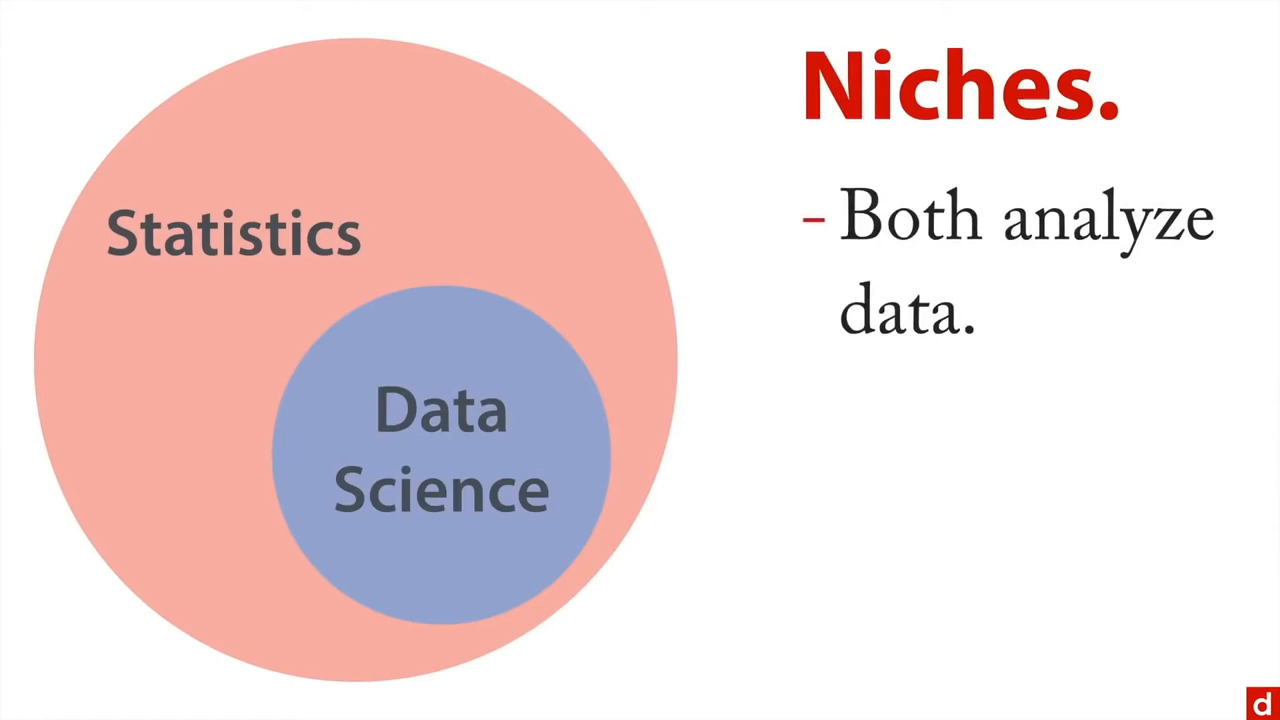 Statistics
Data
Science
Niches.
- Both analyze
data.
d